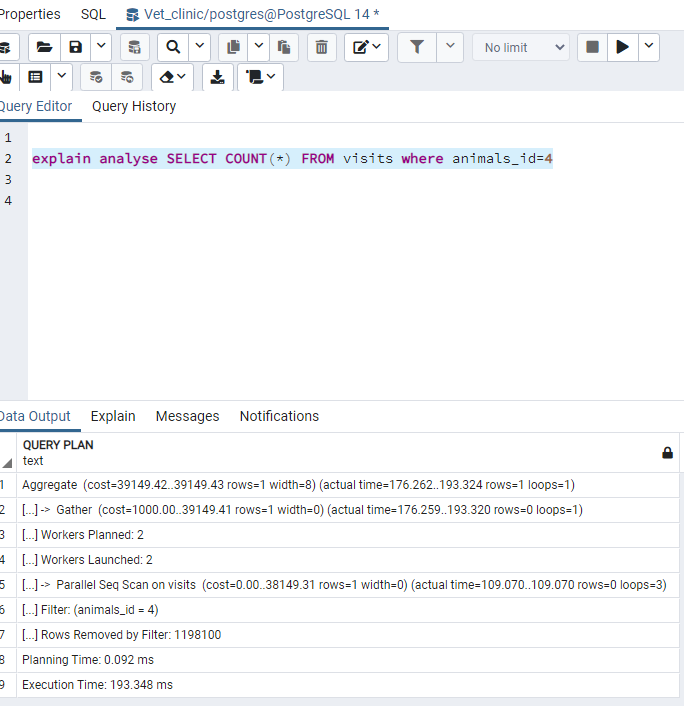 Properties SQL Vet_clinic/postgres@PostgreSQL 14 *
No limit
Query Editor Query History
1
2 explain analyse SELECT COUNT(*) FROM visits where animals_id=4
3
4
Data Output Explain Messages Notifications
QUERY PLAN
text
1 Aggregate (cost=39149.42..39149.43 rows=1 width=8) (actual time=176.262..193.324 rows=1 loops=1)
2 [...] -> Gather (cost=1000.00..39149.41 rows=1 width=0) (actual time=176.259..193.320 rows=0 loops=1)
3 [...] Workers Planned: 2
4 [...] Workers Launched: 2
5 [...] -> Parallel Seq Scan on visits (cost=0.00..38149.31 rows=1 width=0) (actual time=109.070..109.070 rows=0 loops=3)
6 [...] Filter: (animals_id = 4)
7 [...] Rows Removed by Filter: 1198100
8 Planning Time: 0.092 ms
9 Execution Time: 193.348 ms